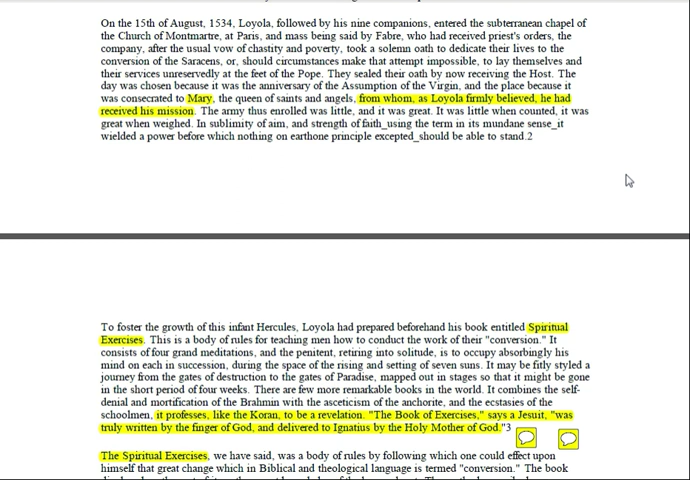 On the 15th of August, 1534, Loyola, followed by his nine companions, entered the subterranean chapel of
the Church of Montmartre, at Paris, and mass being said by Fabre, who had received priest's orders, the
company, after the usual vow of chastity and poverty, took a solemn oath to dedicate their lives to the
conversion of the Saracens, or, should circumstances make that attempt impossible, to lay themselves and
their services unreservedly at the feet of the Pope. They sealed their oath by now receiving the Host. The
day was chosen because it was the anniversary of the Assumption of the Virgin, and the place because it
was consecrated to Mary, the queen of saints and angels, from whom, as Loyola firmly believed, he had
received his mission. The army thus enrolled was little, and it was great. It was little when counted, it was
great when weighed. In sublimity of aim, and strength of faith_using the term in its mundane sense_it
wielded a power before which nothing on earthone principle excepted_should be able to stand.2
To foster the growth of this infant Hercules, Loyola had prepared beforehand his book entitled Spiritual
Exercises. This is a body of rules for teaching men how to conduct the work of their "conversion." It
consists of four grand meditations, and the penitent, retiring into solitude, is to occupy absorbingly his
mind on each in succession, during the space of the rising and setting of seven suns. It may be fitly styled a
journey from the gates of destruction to the gates of Paradise, mapped out in stages so that it might be gone
in the short period of four weeks. There are few more remarkable books in the world. It combines the self-
denial and mortification of the Brahmin with the asceticism of the anchorite, and the ecstasies of the
schoolmen, it professes, like the Koran, to be a revelation. "The Book of Exercises," says a Jesuit, "was
truly written by the finger of God, and delivered to Ignatius by the Holy Mother of God."3
The Spiritual Exercises, we have said, was a body of rules by following which one could effect upon
himself that great change which in Biblical and theological language is termed "conversion." The book